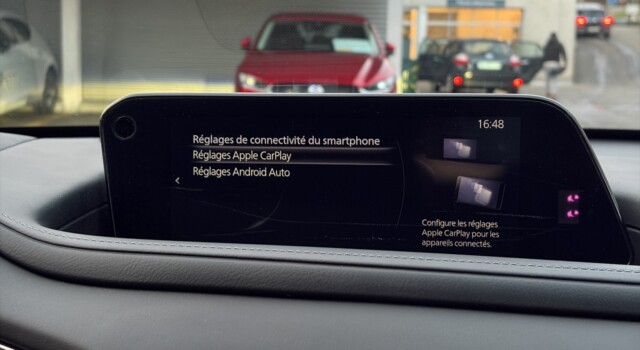 16:48
Réglages de connectivité du smartphone
Réglages Apple CarPlay
Réglages Android Auto
Configure les réglages
Apple CarPlay pour les
appareils connectés.